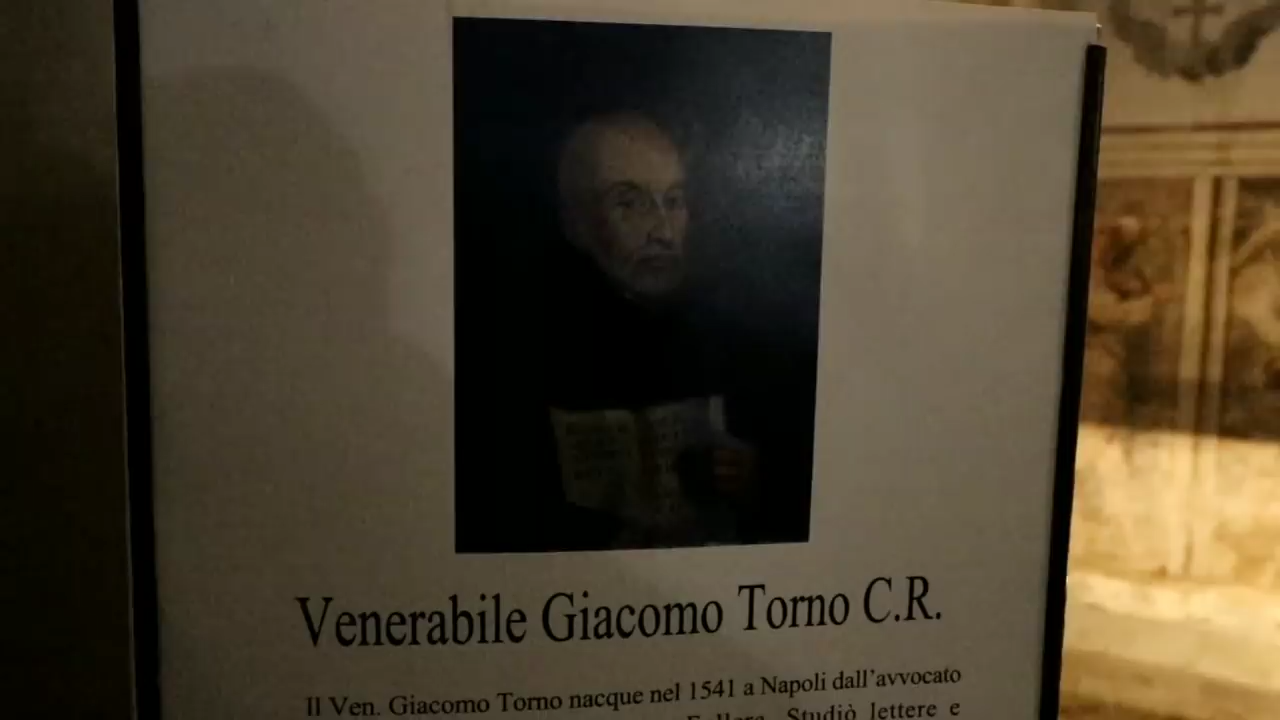 Venerabile Giacomo Torno C.R.
Il Ven. Giacomo Torno nacque nel 1541 a Napoli dall'avvocato
Studiò lettere e